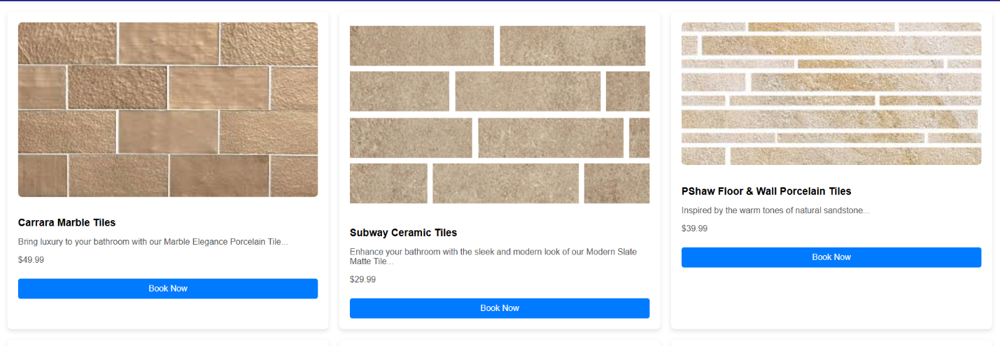 Carrara Marble Tiles
Bring luxury to your bathroom with our Marble Elegance Porcelain Tile...
$49.99
Book Now
Subway Ceramic Tiles
Enhance your bathroom with the sleek and modern look of our Modern Slate
Matte Tile...
$29.99
Book Now
PShaw Floor & Wall Porcelain Tiles
Inspired by the warm tones of natural sandstone...
$39.99
Book Now